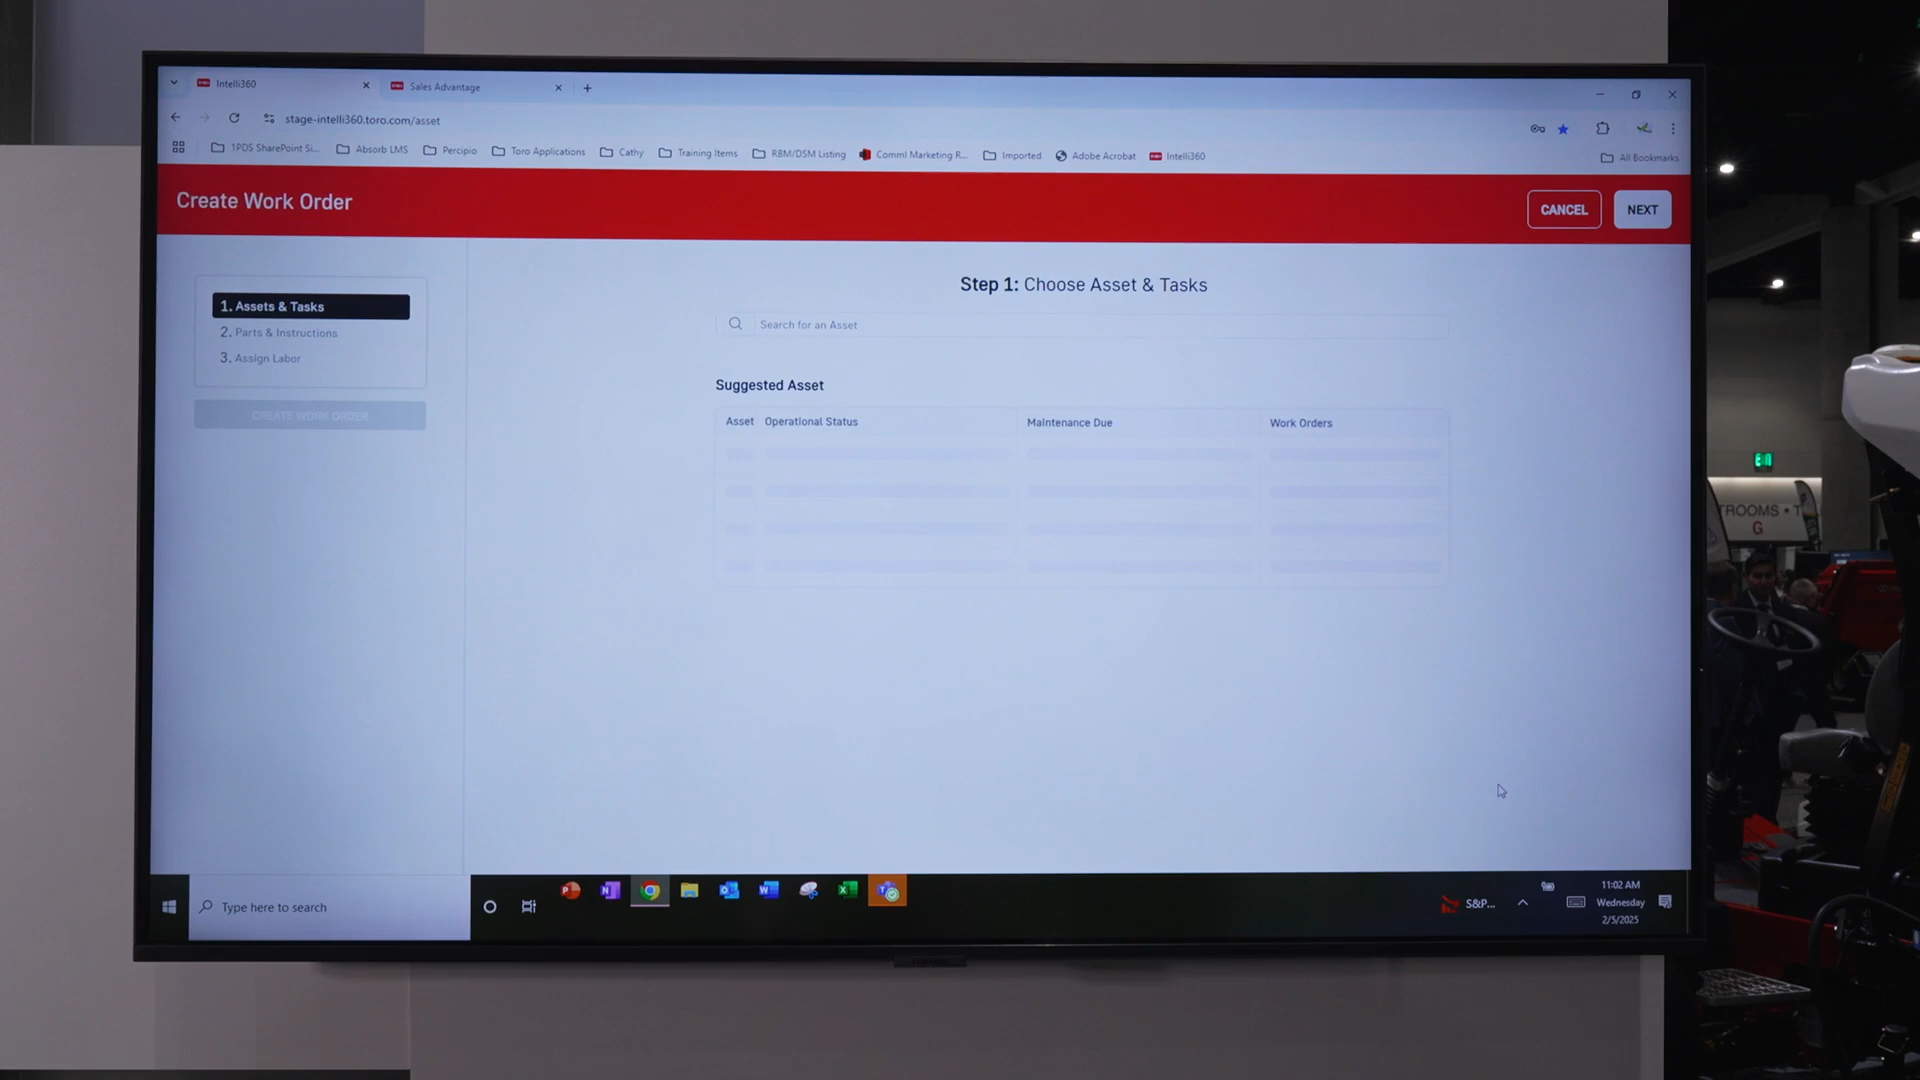 Intelli360
Sales Advantage
stage-intelli360.toro.com/asset
1PDS SharePoint Si...
Absorb LMS
Percipio
Toro Applications
Cathy
Training Items
RBM/DSM Listing
Comml Marketing R...
Imported
Adobe Acrobat
Intelli360
All Bookmarks
Create Work Order
CANCEL
NEXT
1. Assets & Tasks
2. Parts & Instructions
3. Assign Labor
CREATE WORK ORDER
Step 1: Choose Asset & Tasks
Search for an Asset
Suggested Asset
Asset Operational Status Maintenance Due Work Orders
TROOMS • T
G
Type here to search
S&P...
11:02 AM
Wednesday
2/5/2025